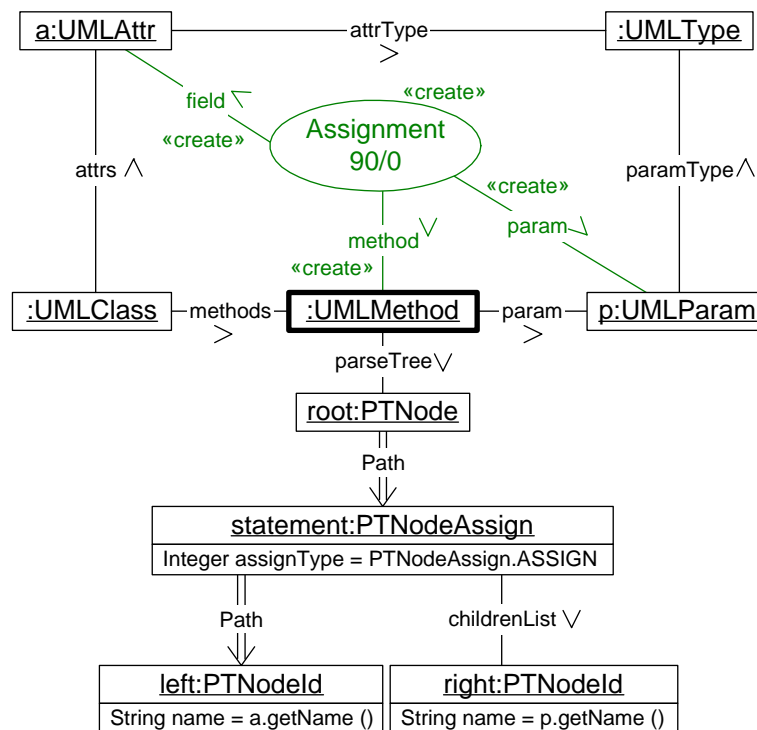 a:UMLAttr
attrType
>
:UMLType
«create»
field <
«create»
Assignment
90/0
attrs
«create»
paramType
param
method
«create»
:UMLClass
methods
>
:UMLMethod
param
>
p:UMLParam
parseTree
root:PTNode
Path
statement:PTNodeAssign
Integer assignType = PTNodeAssign.ASSIGN
Path
childrenList
left:PTNodeId
String name = a.getName ()
right:PTNodeId
String name = p.getName ()